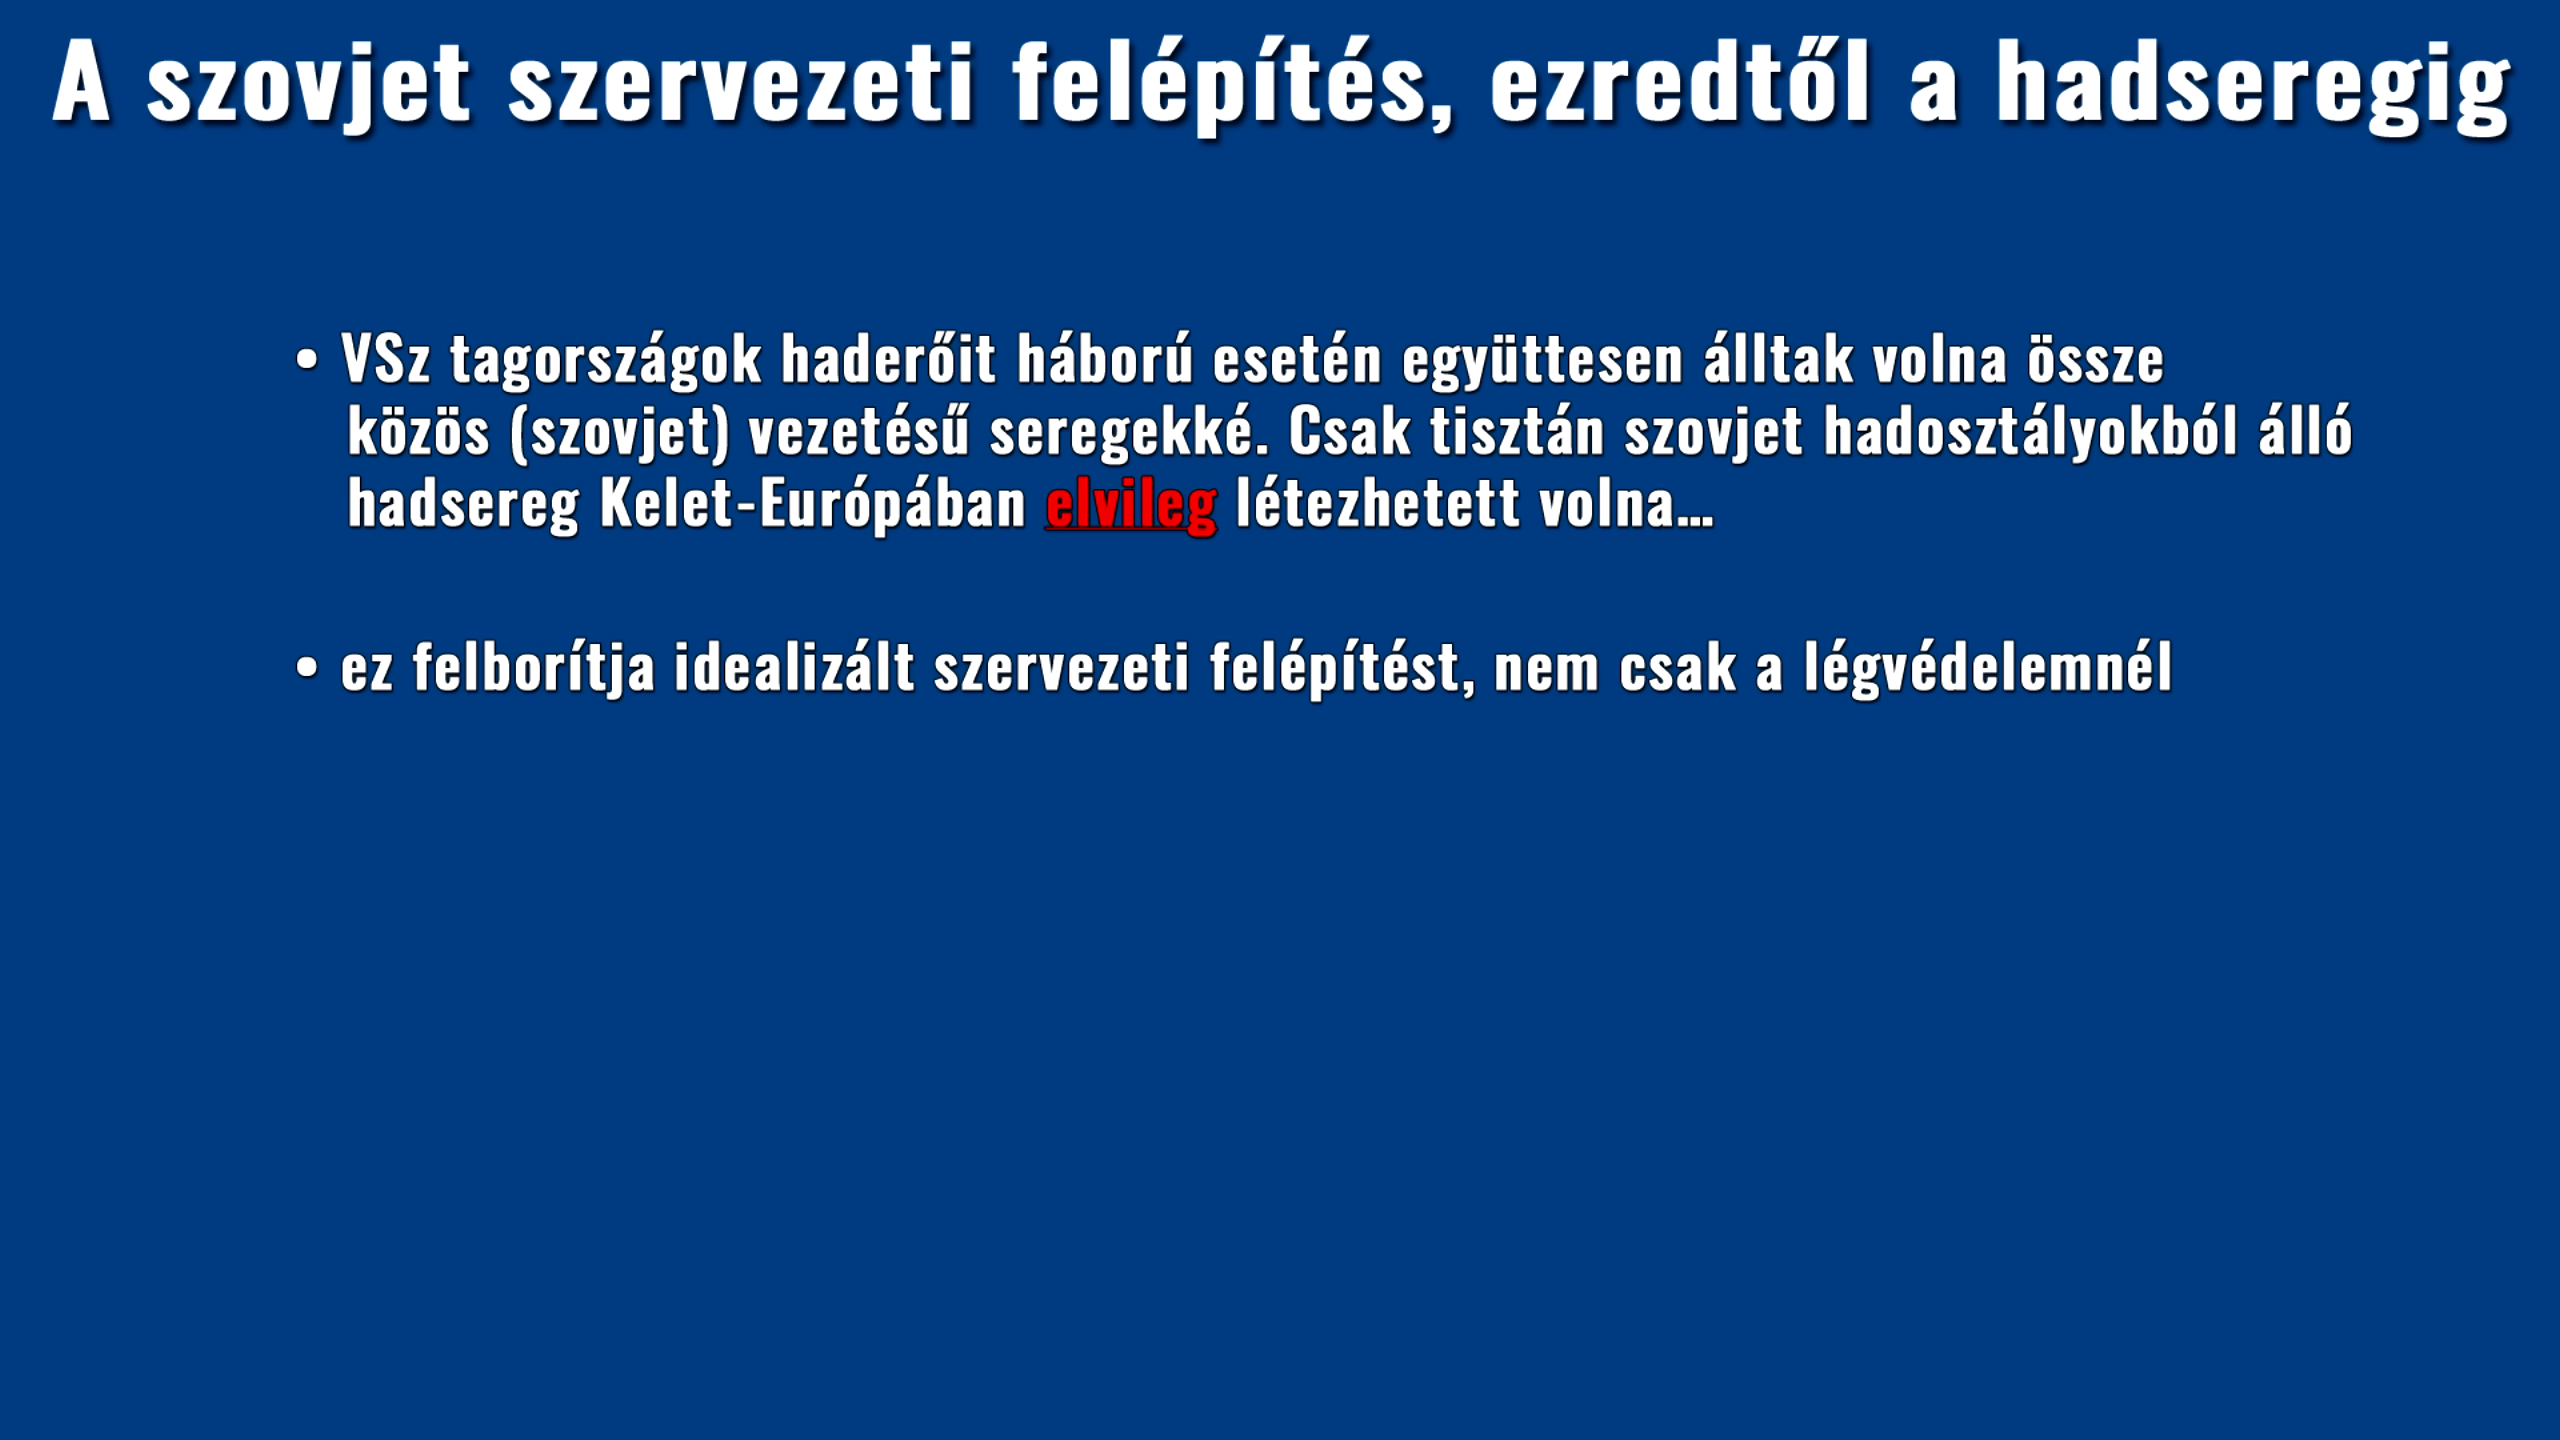 A szovjet szervezeti felépítés, ezredtől a hadseregig
• VSz tagországok haderőit háború esetén együttesen álltak volna össze
közös (szovjet) vezetésű seregekké. Csak tisztán szovjet hadosztályokból álló
hadsereg Kelet-Európában elvileg létezhetett volna…
• ez felborítja idealizált szervezeti felépítést, nem csak a légvédelemnél